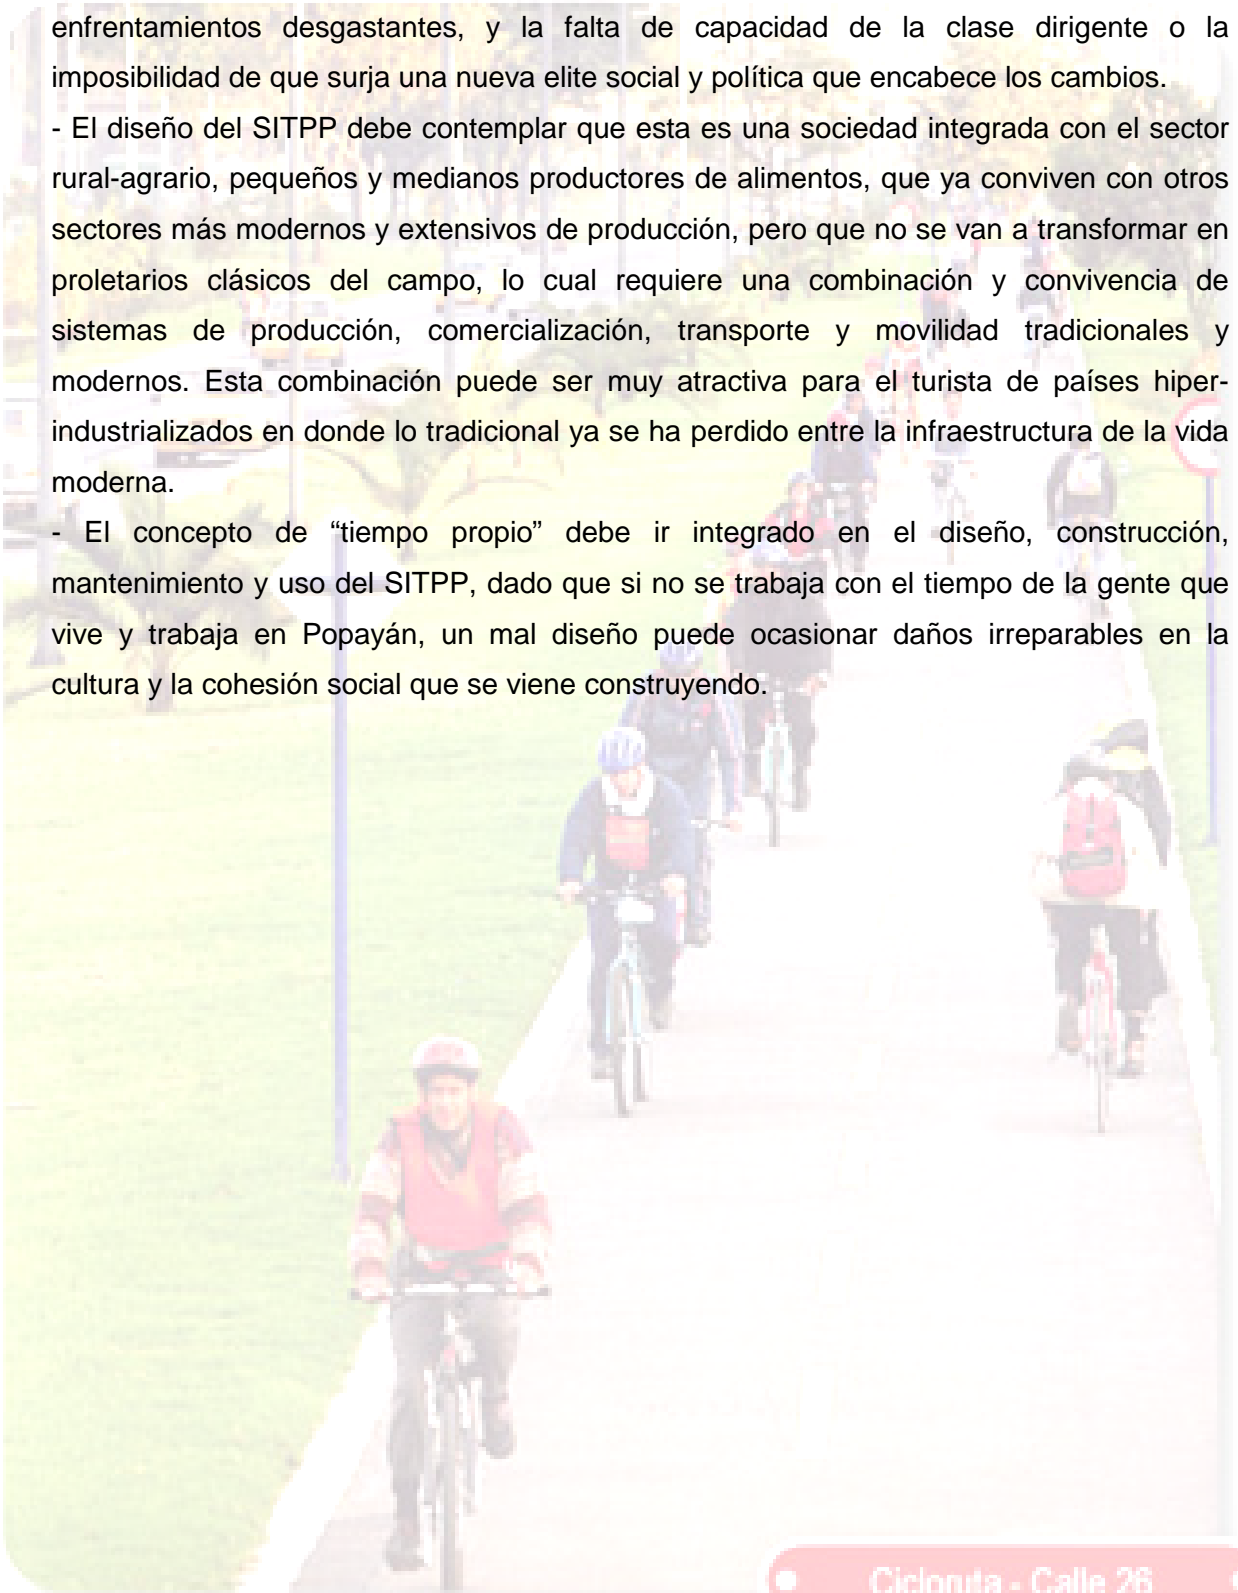 enfrentamientos desgastantes, y la falta de capacidad de la clase dirigente o la
imposibilidad de que surja una nueva elite social y política que encabece los cambios.
- El diseño del SITPP debe contemplar que esta es una sociedad integrada con el sector
rural-agrario, pequeños y medianos productores de alimentos, que ya conviven con otros
sectores más modernos y extensivos de producción, pero que no se van a transformar en
proletarios clásicos del campo, lo cual requiere una combinación y convivencia de
sistemas de producción, comercialización, transporte y movilidad tradicionales y
modernos. Esta combinación puede ser muy atractiva para el turista de países hiper-
industrializados en donde lo tradicional ya se ha perdido entre la infraestructura de la vida
moderna.
- El concepto de “tiempo propio” debe ir integrado en el diseño, construcción,
mantenimiento y uso del SITPP, dado que si no se trabaja con el tiempo de la gente que
vive y trabaja en Popayán, un mal diseño puede ocasionar daños irreparables en la
cultura y la cohesión social que se viene construyendo.
Cicloruta - Calle 26